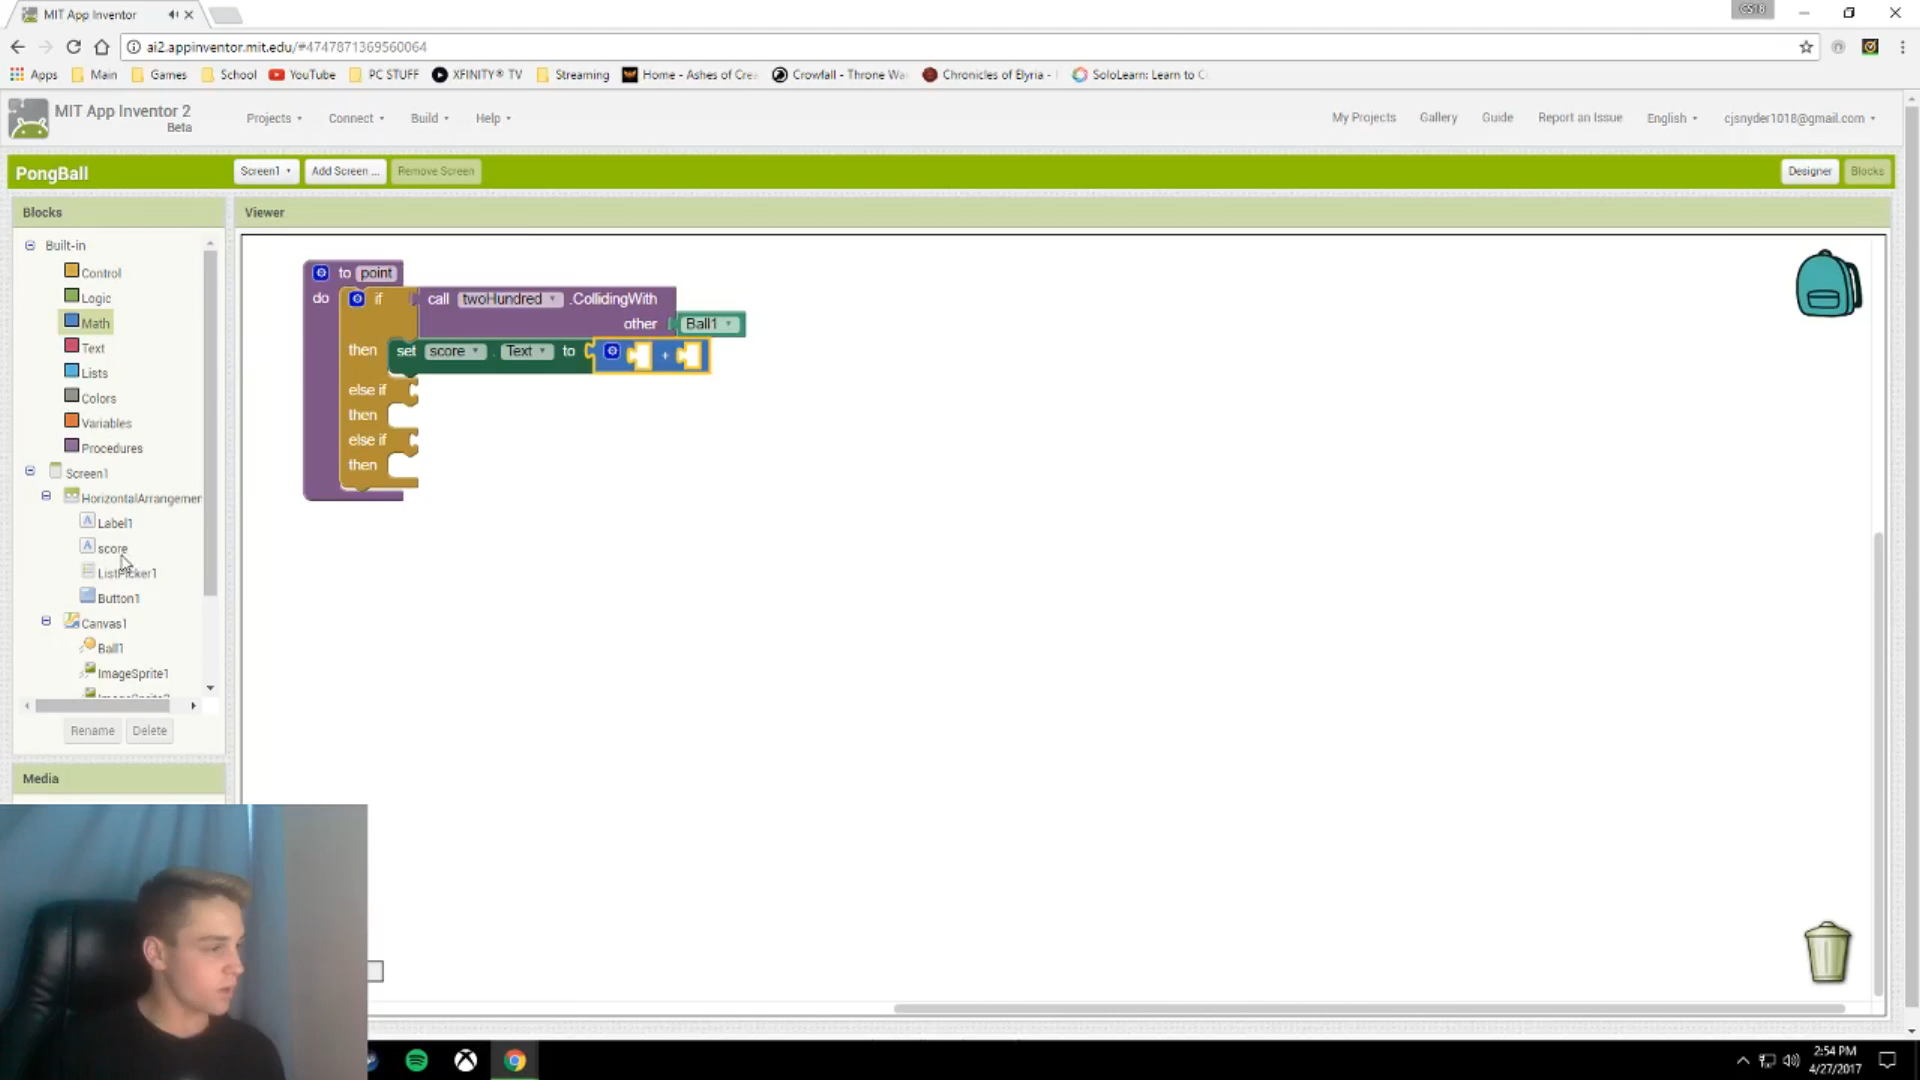 MIT App Inventor
CS18
ai2.appinventor.mit.edu/#4747871369560064
Apps Main Games School YouTube PC STUFF XFINITY® TV Streaming Home - Ashes of Crea Crowfall - Throne Wa Chronicles of Elyria - SoloLearn: Learn to C
MIT App Inventor 2
Beta
Projects Connect Build Help My Projects Gallery Guide Report an Issue English cjsnyder1018@gmail.com
PongBall Screen1 Add Screen ... Remove Screen Designer Blocks
Blocks Viewer
Built-in
Control
Logic
Math
Text
Lists
Colors
Variables
Procedures
Screen1
HorizontalArrangemer
Label1
score
ListPicker1
Button1
Canvas1
Ball1
ImageSprite1
Rename Delete
Media
to point
do if call twoHundred .CollidingWith
other Ball1
then set score . Text to +
else if
then
else if
then
2:54 PM
4/27/2017